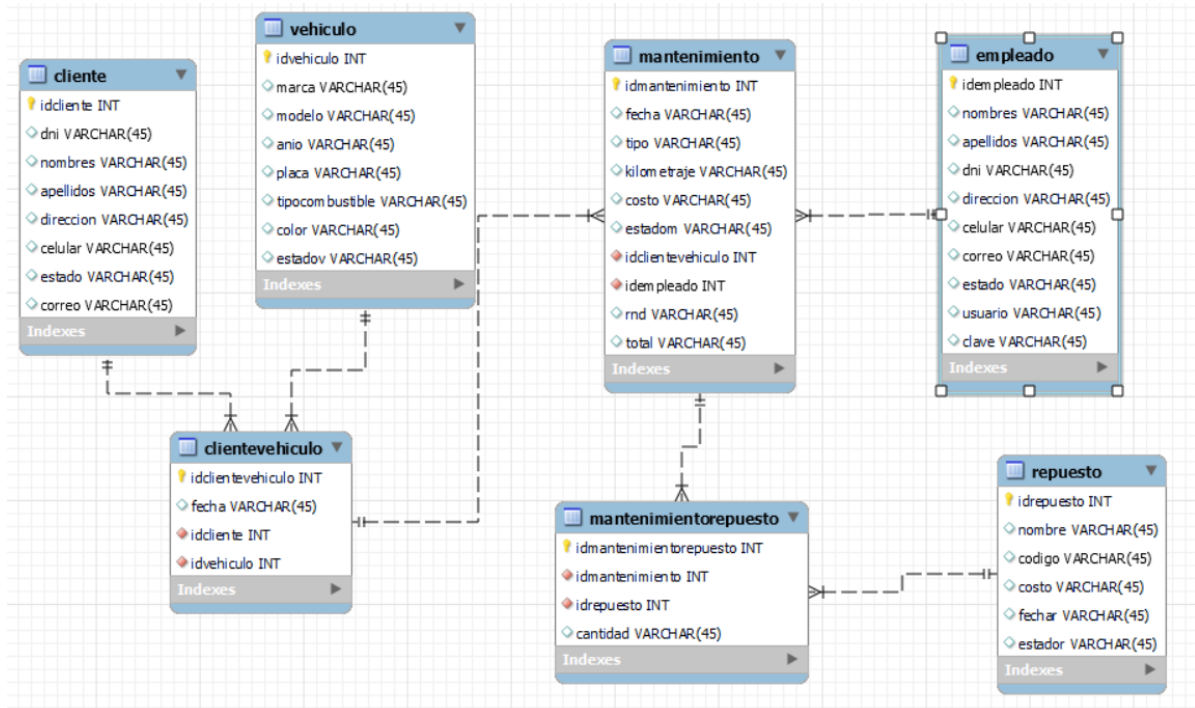 cliente
idcliente INT
dni VARCHAR(45)
nombres VARCHAR(45)
apellidos VARCHAR(45)
direccion VARCHAR(45)
celular VARCHAR(45)
estado VARCHAR(45)
correo VARCHAR(45)
Indexes
vehiculo
idvehiculo INT
marca VARCHAR(45)
modelo VARCHAR(45)
anio VARCHAR(45)
placa VARCHAR(45)
tipocombustible VARCHAR(45)
color VARCHAR(45)
estadov VARCHAR(45)
Indexes
mantenimiento
idmantenimiento INT
fecha VARCHAR(45)
tipo VARCHAR(45)
kilometraje VARCHAR(45)
costo VARCHAR(45)
estadom VARCHAR(45)
idclientevehiculo INT
idempleado INT
rnd VARCHAR(45)
total VARCHAR(45)
Indexes
empleado
idempleado INT
nombres VARCHAR(45)
apellidos VARCHAR(45)
dni VARCHAR(45)
direccion VARCHAR(45)
celular VARCHAR(45)
correo VARCHAR(45)
estado VARCHAR(45)
usuario VARCHAR(45)
clave VARCHAR(45)
Indexes
clientevehiculo
idclientevehiculo INT
fecha VARCHAR(45)
idcliente INT
idvehiculo INT
Indexes
mantenimientorepuesto
idmantenimientorepuesto INT
idmantenimiento INT
idrepuesto INT
cantidad VARCHAR(45)
Indexes
repuesto
idrepuesto INT
nombre VARCHAR(45)
codigo VARCHAR(45)
costo VARCHAR(45)
fechar VARCHAR(45)
estador VARCHAR(45)
Indexes